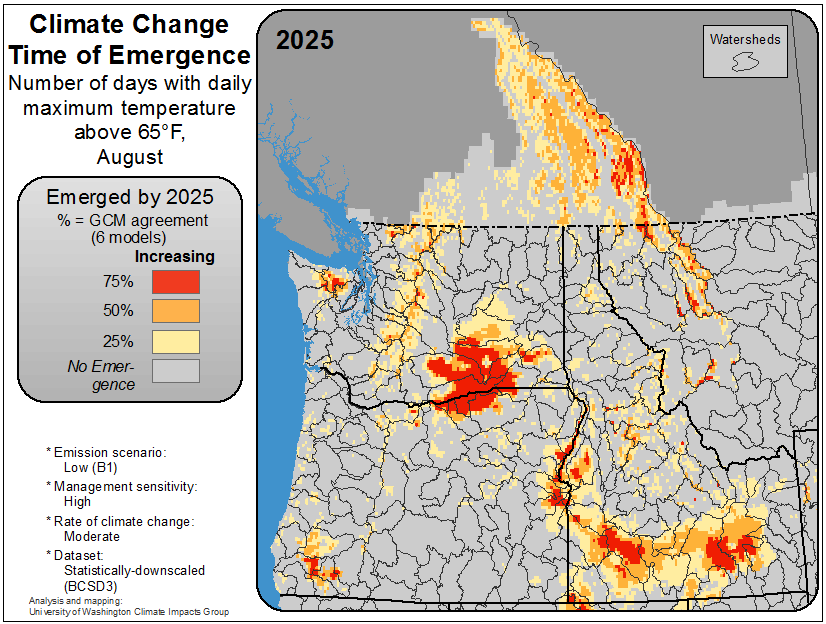 Climate Change
Time of Emergence
Number of days with daily
maximum temperature
above 65°F,
August
Emerged by 2025
% = GCM agreement
(6 models)
Increasing
75%
50%
25%
No Emer-
gence
* Emission scenario:
Low (B1)
* Management sensitivity:
High
* Rate of climate change:
Moderate
* Dataset:
Statistically-downscaled
(BCSD3)
Analysis and mapping:
University of Washington Climate Impacts Group
2025
Watersheds